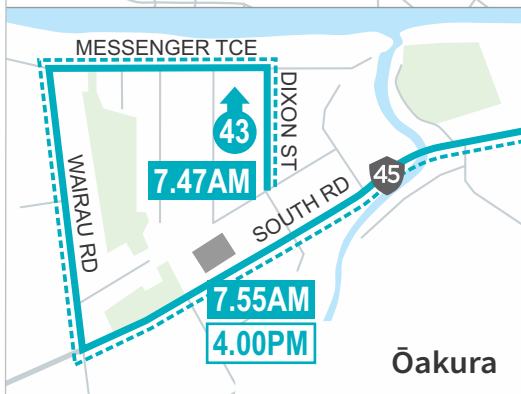 MESSENGER TCE
DIXON ST
43
7.47AM
WAIRAU RD
SOUTH RD
45
7.55AM
4.00PM
Ōakura